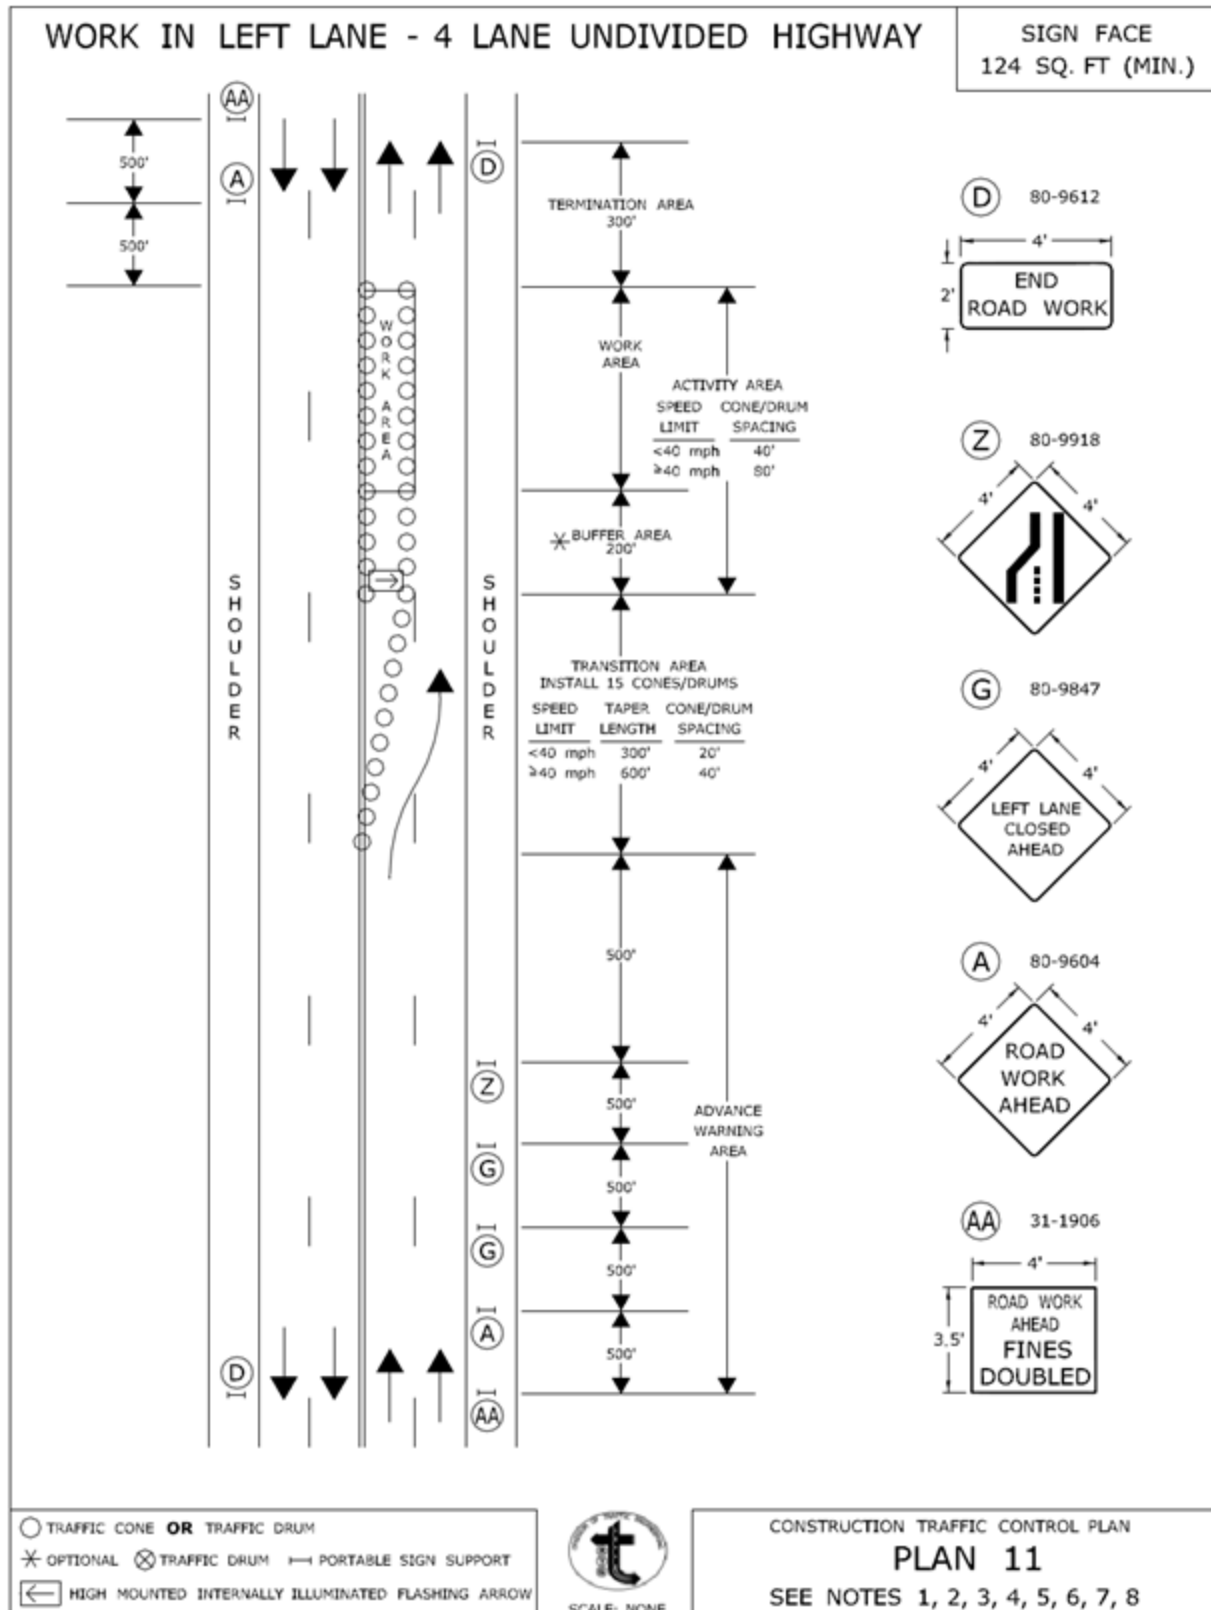 WORK IN LEFT LANE - 4 LANE UNDIVIDED HIGHWAY
SIGN FACE
124 SQ. FT (MIN.)
AA
500'
A
500'
D
TERMINATION AREA
300'
WORK AREA
WORK
AREA
ACTIVITY AREA
SPEED CONE/DRUM
LIMIT SPACING
<40 mph 40'
≥40 mph 80'
BUFFER AREA
200'
SHOULDER
SHOULDER
TRANSITION AREA
INSTALL 15 CONES/DRUMS
SPEED TAPER CONE/DRUM
LIMIT LENGTH SPACING
<40 mph 300' 20'
≥40 mph 600' 40'
500'
Z
500'
G
500'
G
500'
A
500'
AA
D
ADVANCE
WARNING
AREA
D 80-9612
4'
2'
END
ROAD WORK
Z 80-9918
4' 4'
G 80-9847
4' 4'
LEFT LANE
CLOSED
AHEAD
A 80-9604
4' 4'
ROAD
WORK
AHEAD
AA 31-1906
4'
3.5'
ROAD WORK
AHEAD
FINES
DOUBLED
TRAFFIC CONE OR TRAFFIC DRUM
OPTIONAL TRAFFIC DRUM PORTABLE SIGN SUPPORT
HIGH MOUNTED INTERNALLY ILLUMINATED FLASHING ARROW
SCALE: NONE
CONSTRUCTION TRAFFIC CONTROL PLAN
PLAN 11
SEE NOTES 1, 2, 3, 4, 5, 6, 7, 8